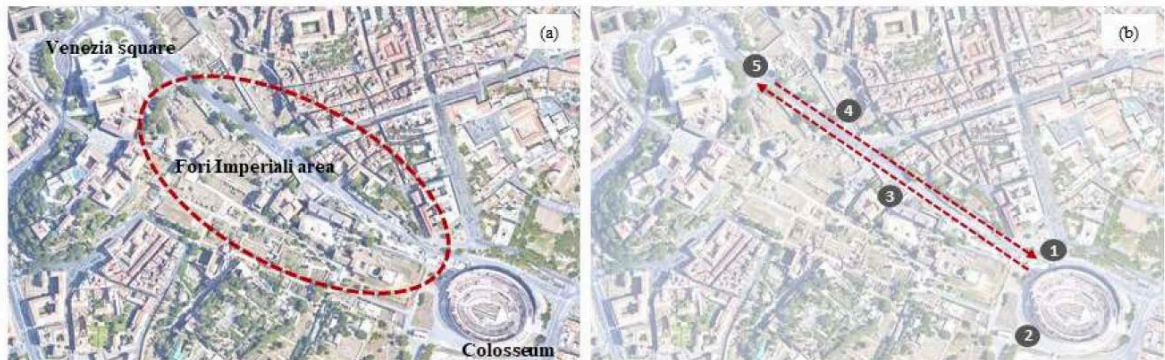 (a)
Venezia square
Fori Imperiali area
Colosseum
(b)
5
4
3
1
2